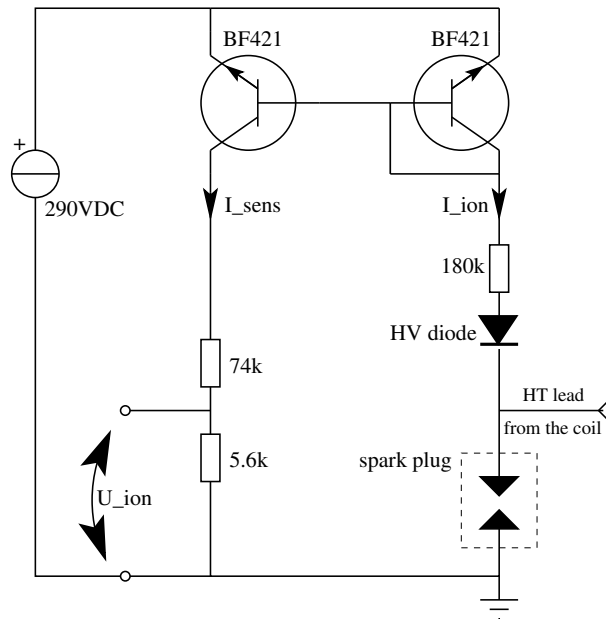 BF421
BF421
+
290VDC
I_sens
I_ion
180k
HV diode
74k
HT lead
from the coil
5.6k
spark plug
U_ion